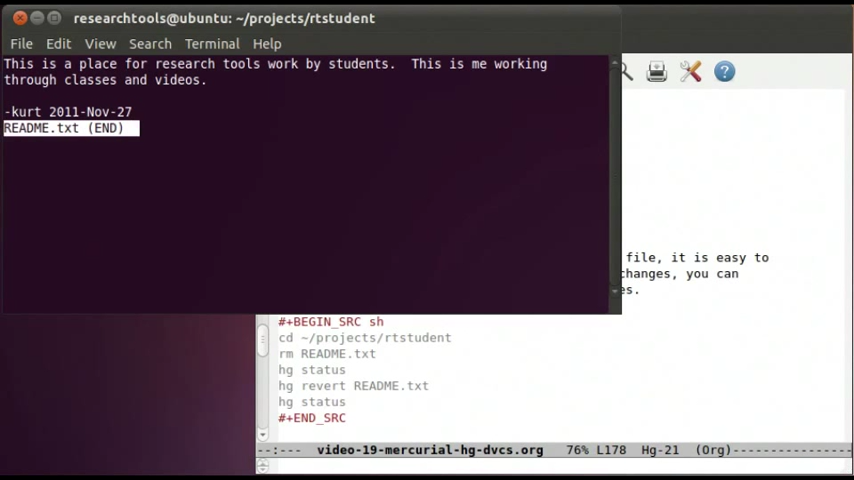 researchtools@ubuntu: ~/projects/rtstudent
File Edit View Search Terminal Help
This is a place for research tools work by students.  This is me working
through classes and videos.
-kurt 2011-Nov-27
README.txt (END)
file, it is easy to
changes, you can
es.
#+BEGIN_SRC sh
cd ~/projects/rtstudent
rm README.txt
hg status
hg revert README.txt
hg status
#+END_SRC
--:---  video-19-mercurial-hg-dvcs.org   76% L178  Hg-21  (Org)-----------------